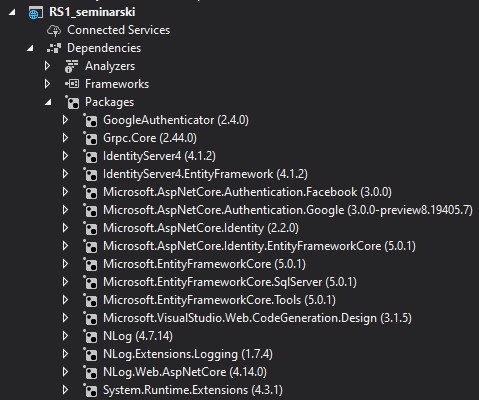 RS1_seminarski
Connected Services
Dependencies
Analyzers
Frameworks
Packages
GoogleAuthenticator (2.4.0)
Grpc.Core (2.44.0)
IdentityServer4 (4.1.2)
IdentityServer4.EntityFramework (4.1.2)
Microsoft.AspNetCore.Authentication.Facebook (3.0.0)
Microsoft.AspNetCore.Authentication.Google (3.0.0-preview8.19405.7)
Microsoft.AspNetCore.Identity (2.2.0)
Microsoft.AspNetCore.Identity.EntityFrameworkCore (5.0.1)
Microsoft.EntityFrameworkCore (5.0.1)
Microsoft.EntityFrameworkCore.SqlServer (5.0.1)
Microsoft.EntityFrameworkCore.Tools (5.0.1)
Microsoft.VisualStudio.Web.CodeGeneration.Design (3.1.5)
NLog (4.7.14)
NLog.Extensions.Logging (1.7.4)
NLog.Web.AspNetCore (4.14.0)
System.Runtime.Extensions (4.3.1)